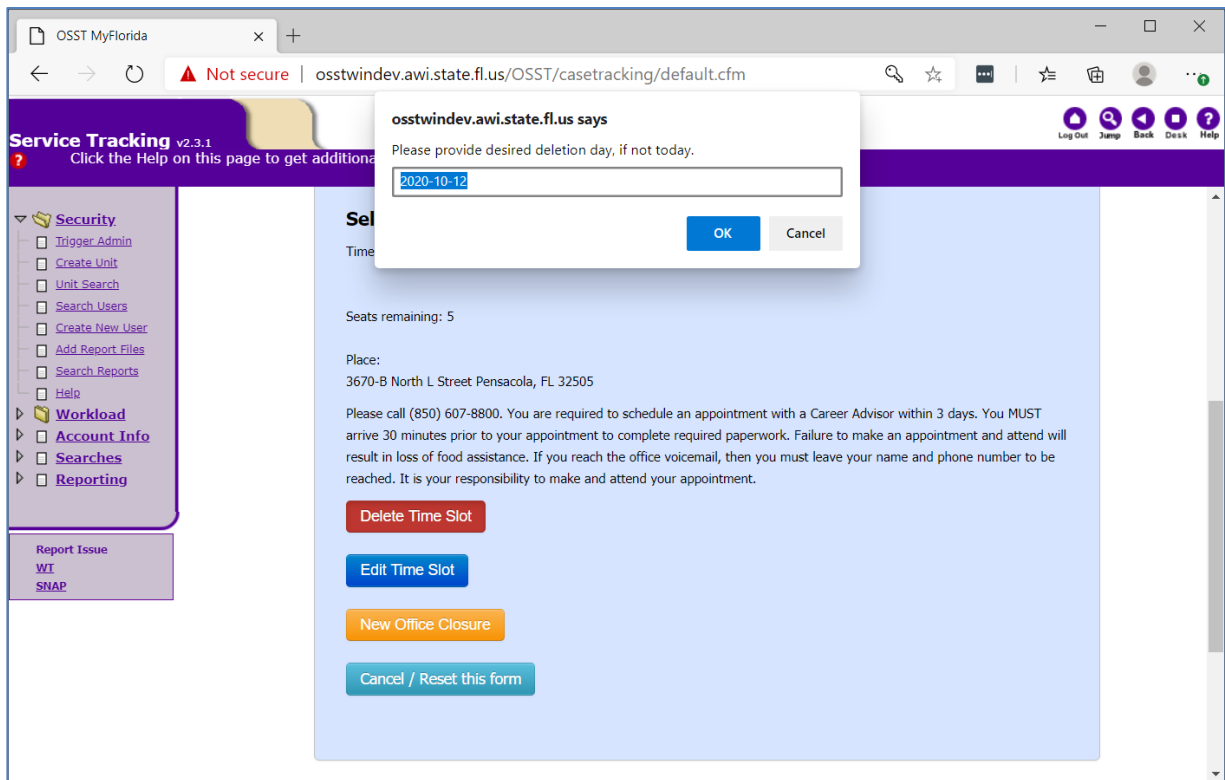 OSST MyFlorida
Not secure | osstwindev.awi.state.fl.us/OSST/casetracking/default.cfm
osstwindev.awi.state.fl.us says
Please provide desired deletion day, if not today.
2020-10-12
OK Cancel
Service Tracking v2.3.1
? Click the Help on this page to get additiona
Log Out Jump Back Desk Help
Security
Trigger Admin
Create Unit
Unit Search
Search Users
Create New User
Add Report Files
Search Reports
Help
Workload
Account Info
Searches
Reporting
Report Issue
WT
SNAP
Sel
Time
Seats remaining: 5
Place:
3670-B North L Street Pensacola, FL 32505
Please call (850) 607-8800. You are required to schedule an appointment with a Career Advisor within 3 days. You MUST
arrive 30 minutes prior to your appointment to complete required paperwork. Failure to make an appointment and attend will
result in loss of food assistance. If you reach the office voicemail, then you must leave your name and phone number to be
reached. It is your responsibility to make and attend your appointment.
Delete Time Slot
Edit Time Slot
New Office Closure
Cancel / Reset this form